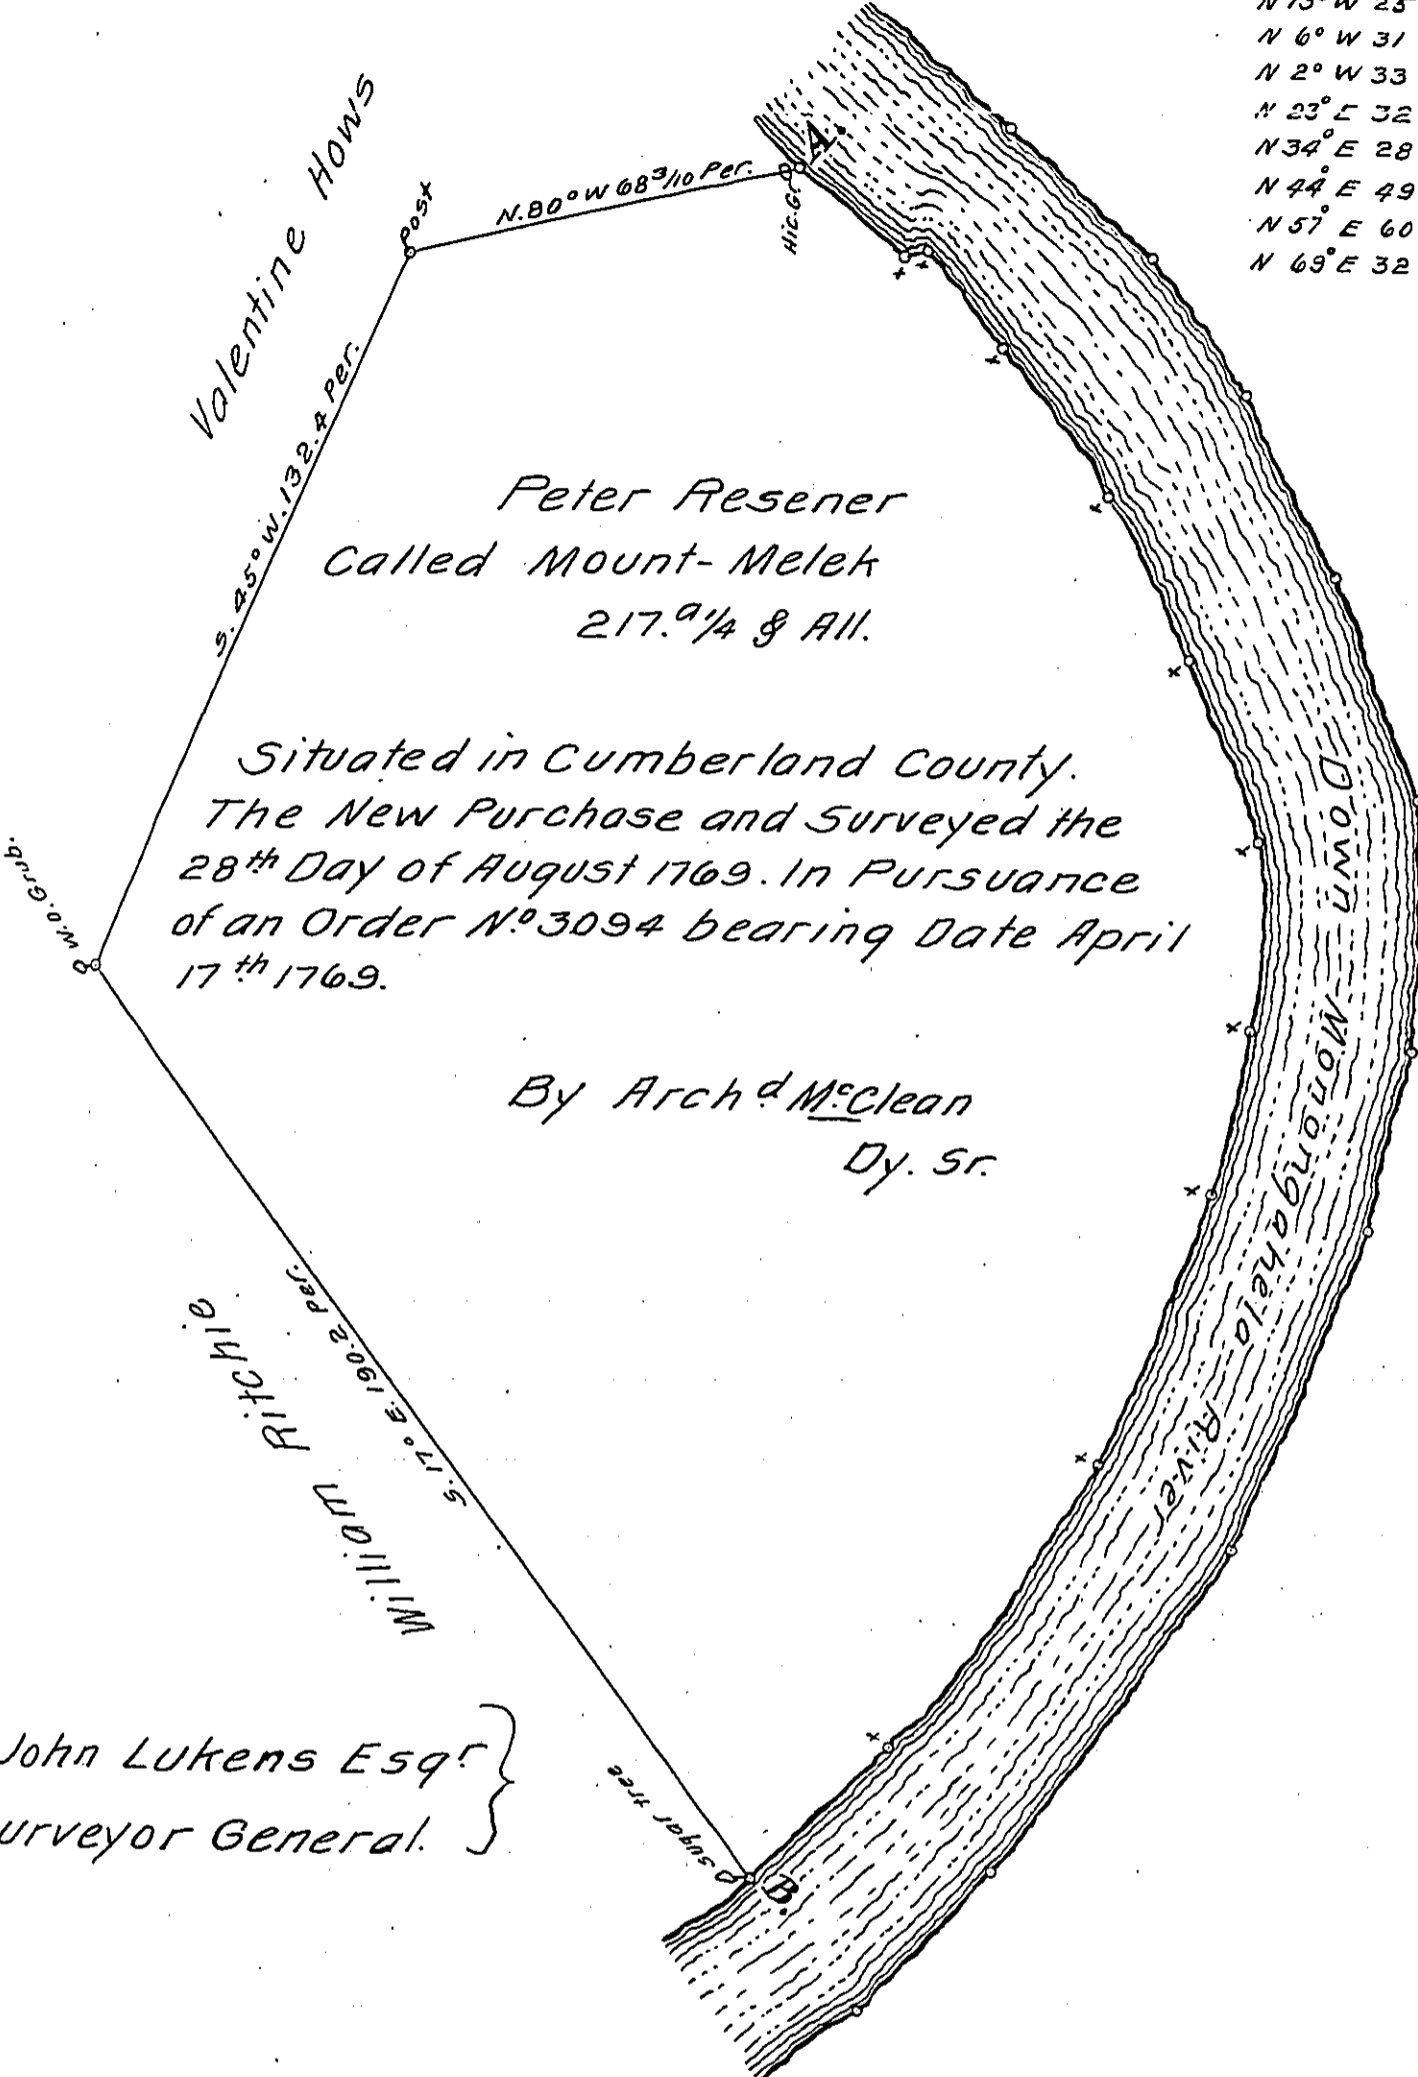 N 6° W 31
N 2° W 33
N 23° E 32
N 34° E 28
N 44° E 49
N 57° E 60
N 69° E 32
Valentine Hows
Post
N. 80° W 68 3/10 Per.
Hic. Gr.
A.
S. 45° W. 132.4 Per.
Peter Resener
Called Mount-Melek
217.a 1/4 & All.
Situated in Cumberland County.
The New Purchase and Surveyed the
28th Day of August 1769. In Pursuance
of an Order No. 3094 bearing Date April
17th 1769.
W.O. Grub.
By Archd McClean
Dy. Sr.
Down Monongahela River
S. 17° E. 190.2 Per.
William Ritchie
John Lukens Esqr
urveyor General.
Sugar tree
B.